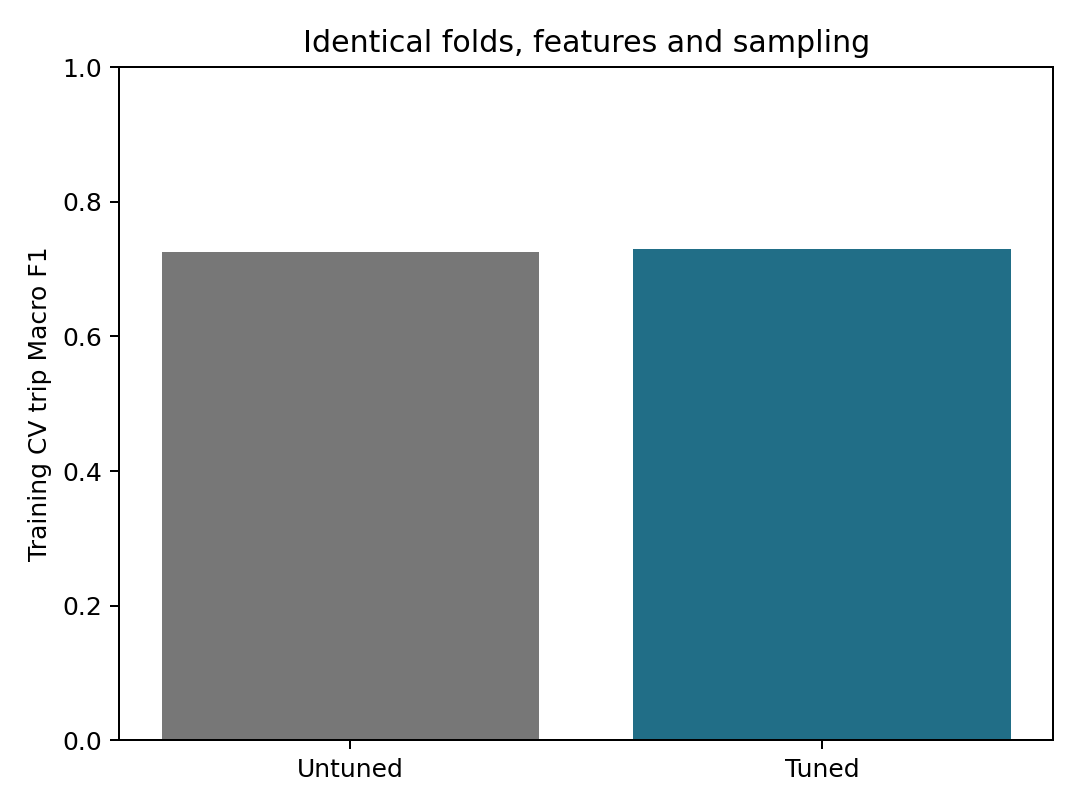 Identical folds, features and sampling
Training CV trip Macro F1
1.0
0.8
0.6
0.4
0.2
0.0
Untuned
Tuned